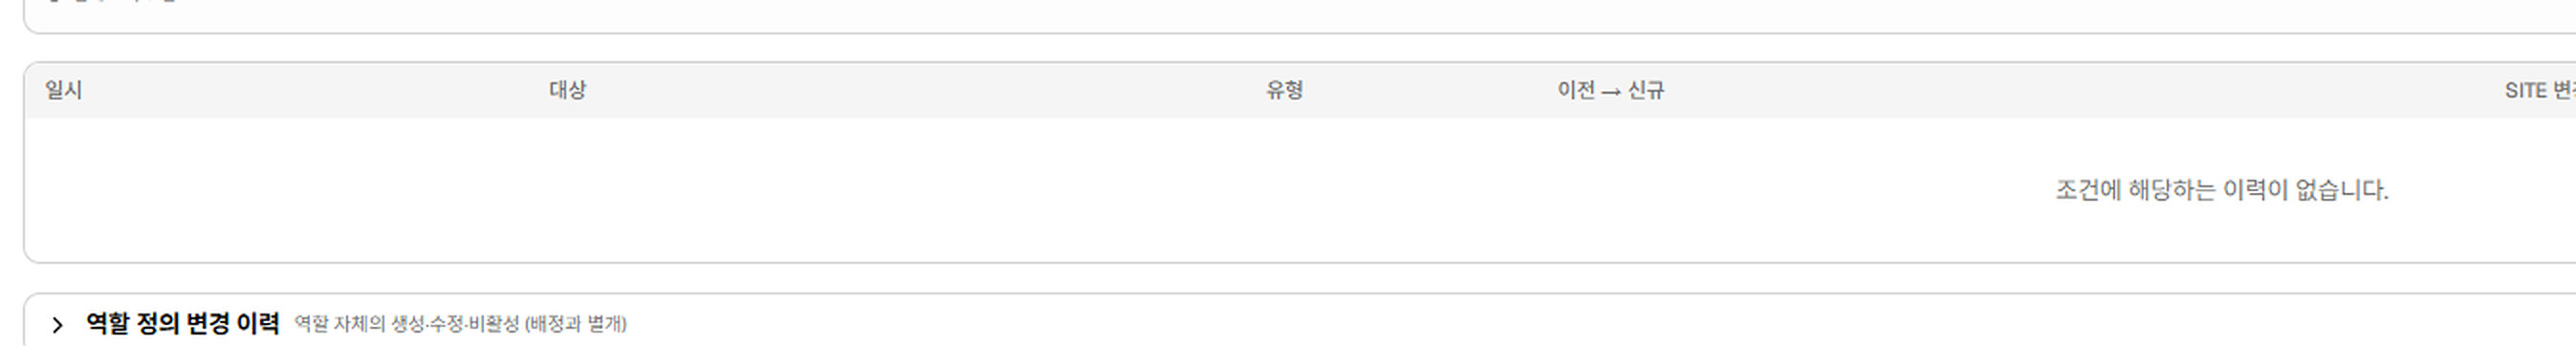 일시 대상 유형 이전 → 신규 SITE
조건에 해당하는 이력이 없습니다.
역할 정의 변경 이력 역할 자체의 생성·수정·비활성 (배정과 별개)